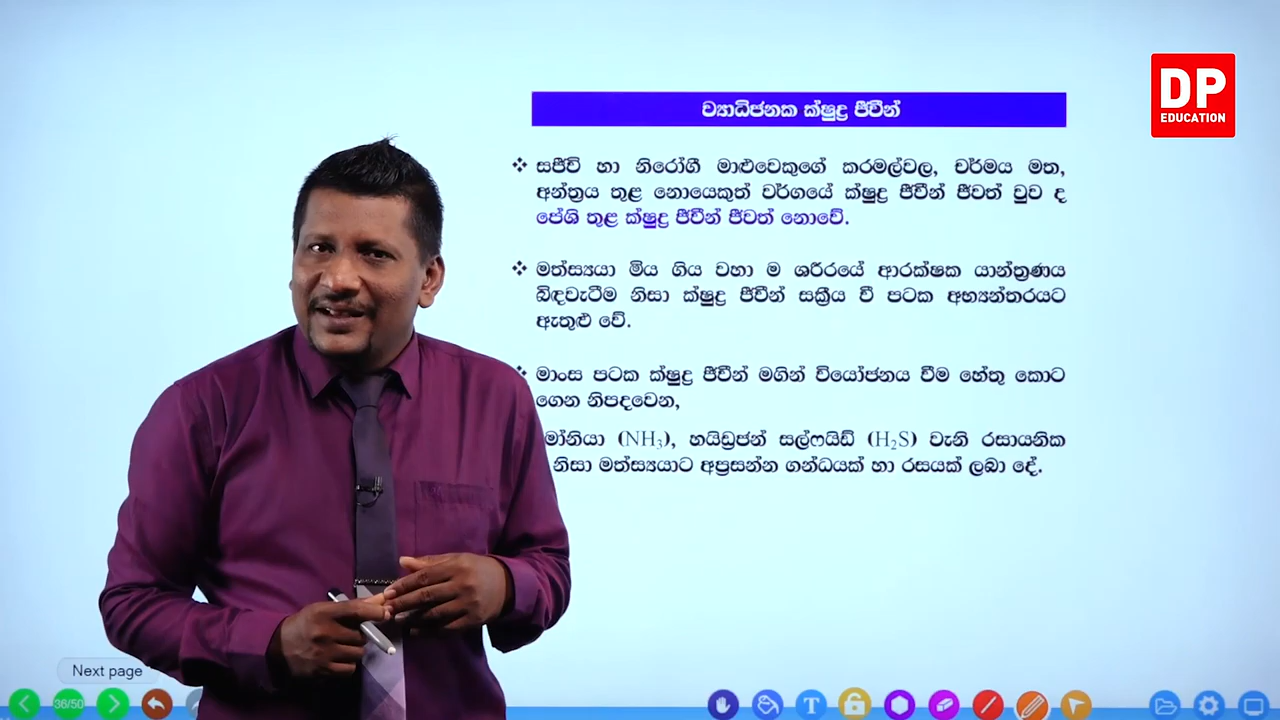 DP
EDUCATION
ව්‍යාධිජනක ක්ෂුද්‍ර ජීවීන්
❖ සජීවි හා නිරෝගී මාළුවෙකුගේ කරමල්වල, චර්මය මත,
අන්ත්‍රය තුළ නොයෙකුත් වර්ගයේ ක්ෂුද්‍ර ජීවීන් ජීවත් වුව ද
පේශි තුළ ක්ෂුද්‍ර ජීවීන් ජීවත් නොවේ.
❖ මත්ස්‍යයා මිය ගිය වහා ම ශරීරයේ ආරක්ෂක යාන්ත්‍රණය
බිඳවැටීම නිසා ක්ෂුද්‍ර ජීවීන් සක්‍රීය වී පටක අභ්‍යන්තරයට
ඇතුළු වේ.
මාංස පටක ක්ෂුද්‍ර ජීවීන් මගින් වියෝජනය වීම හේතු කොට
ගෙන නිපදවෙන,
(NH₃), හයිඩ්‍රජන් සල්ෆයිඩ් (H₂S) වැනි රසායනික
නිසා මත්ස්‍යයාට අප්‍රසන්න ගන්ධයක් හා රසයක් ලබා දේ.
Next page
36/50